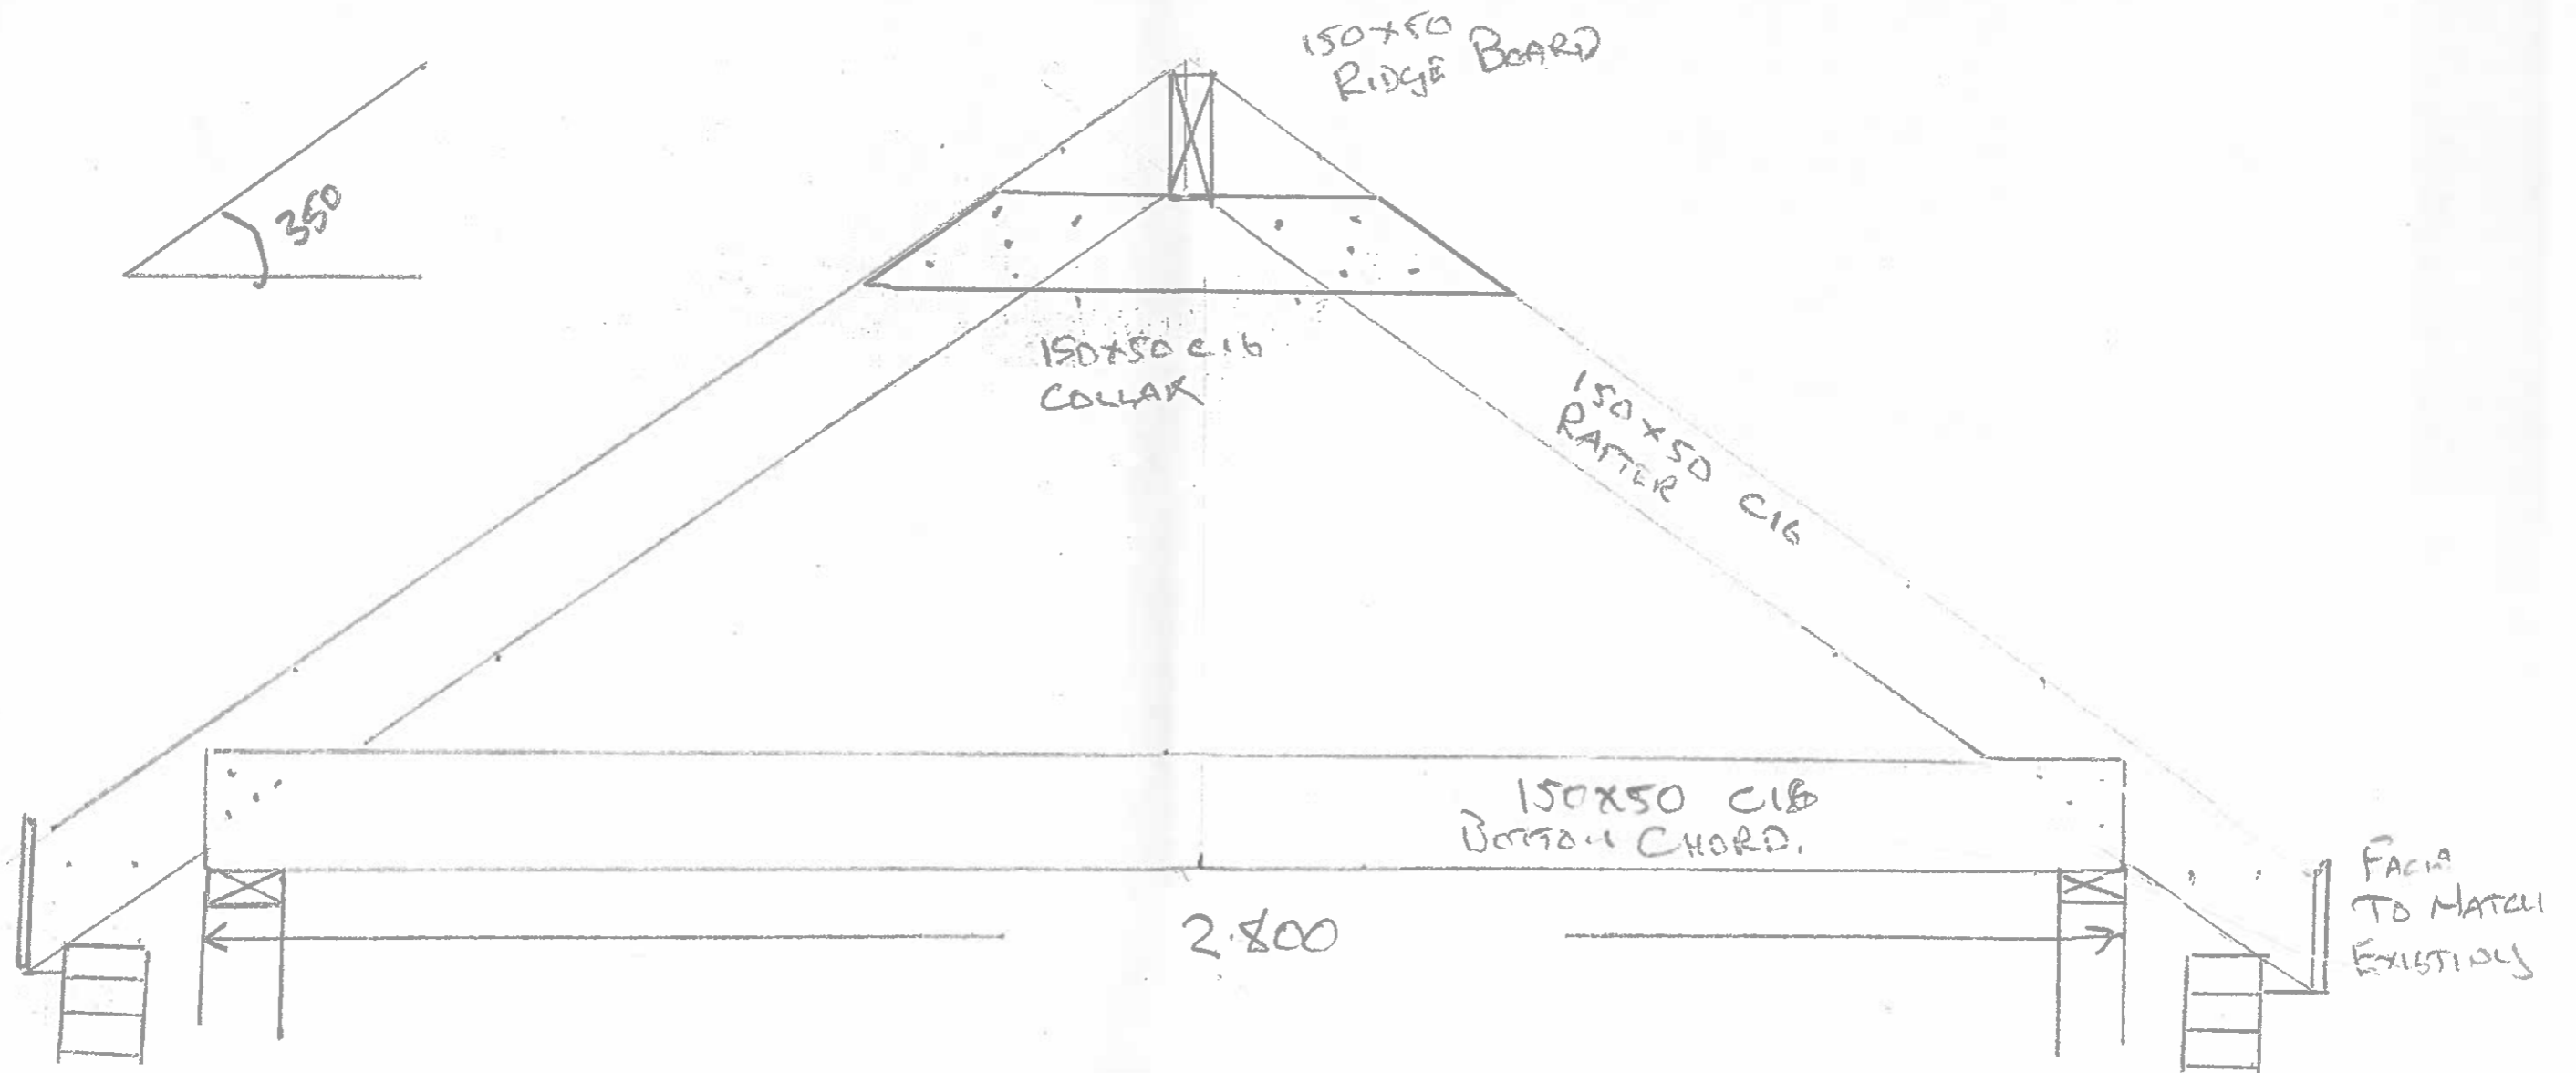 150x50
RIDGE BOARD
35°
150x50 C16
COLLAR
150x50 C16
RAFTER
150x50 C16
BOTTOM CHORD.
2.800
FACIA
TO MATCH
EXISTING